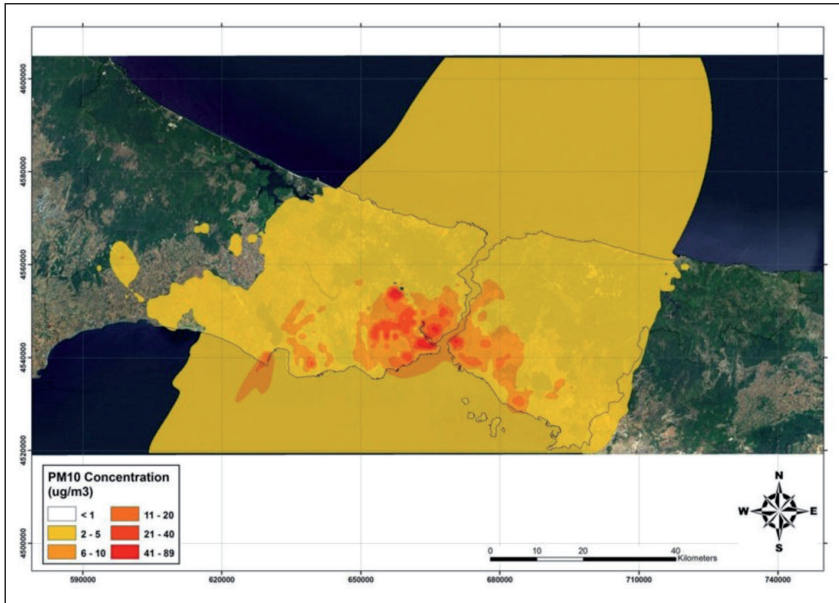 4600000
4580000
4560000
4540000
4520000
4500000
PM10 Concentration
(ug/m3)
< 1
2 - 5
6 - 10
11 - 20
21 - 40
41 - 89
N
W E
S
0 10 20 40
Kilometers
590000 620000 650000 680000 710000 740000